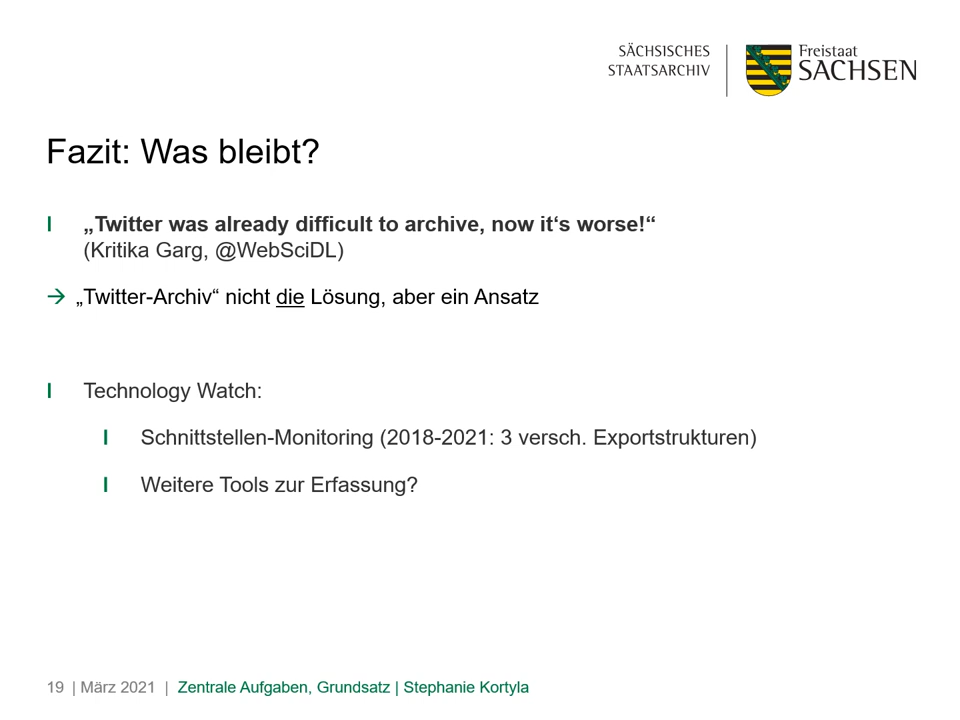 SÄCHSISCHES
STAATSARCHIV
Freistaat
SACHSEN
Fazit: Was bleibt?
„Twitter was already difficult to archive, now it‘s worse!“
(Kritika Garg, @WebSciDL)
→ „Twitter-Archiv“ nicht die Lösung, aber ein Ansatz
Technology Watch:
Schnittstellen-Monitoring (2018-2021: 3 versch. Exportstrukturen)
Weitere Tools zur Erfassung?
19 | März 2021 | Zentrale Aufgaben, Grundsatz | Stephanie Kortyla